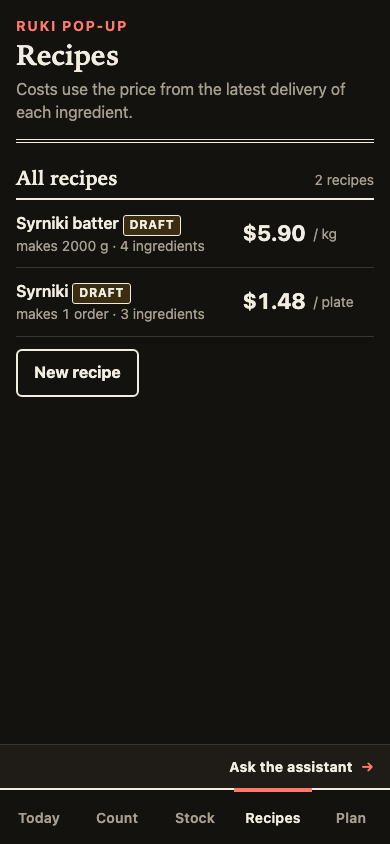 RUKI POP-UP
Recipes
Costs use the price from the latest delivery of
each ingredient.
All recipes
2 recipes
Syrniki batter DRAFT
makes 2000 g · 4 ingredients
$5.90 / kg
Syrniki DRAFT
makes 1 order · 3 ingredients
$1.48 / plate
New recipe
Ask the assistant →
Today Count Stock Recipes Plan